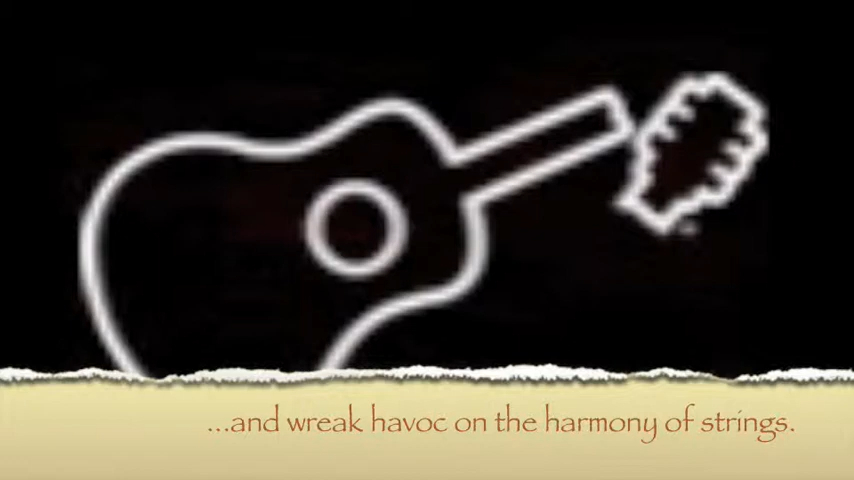 ...and wreak havoc on the harmony of strings.